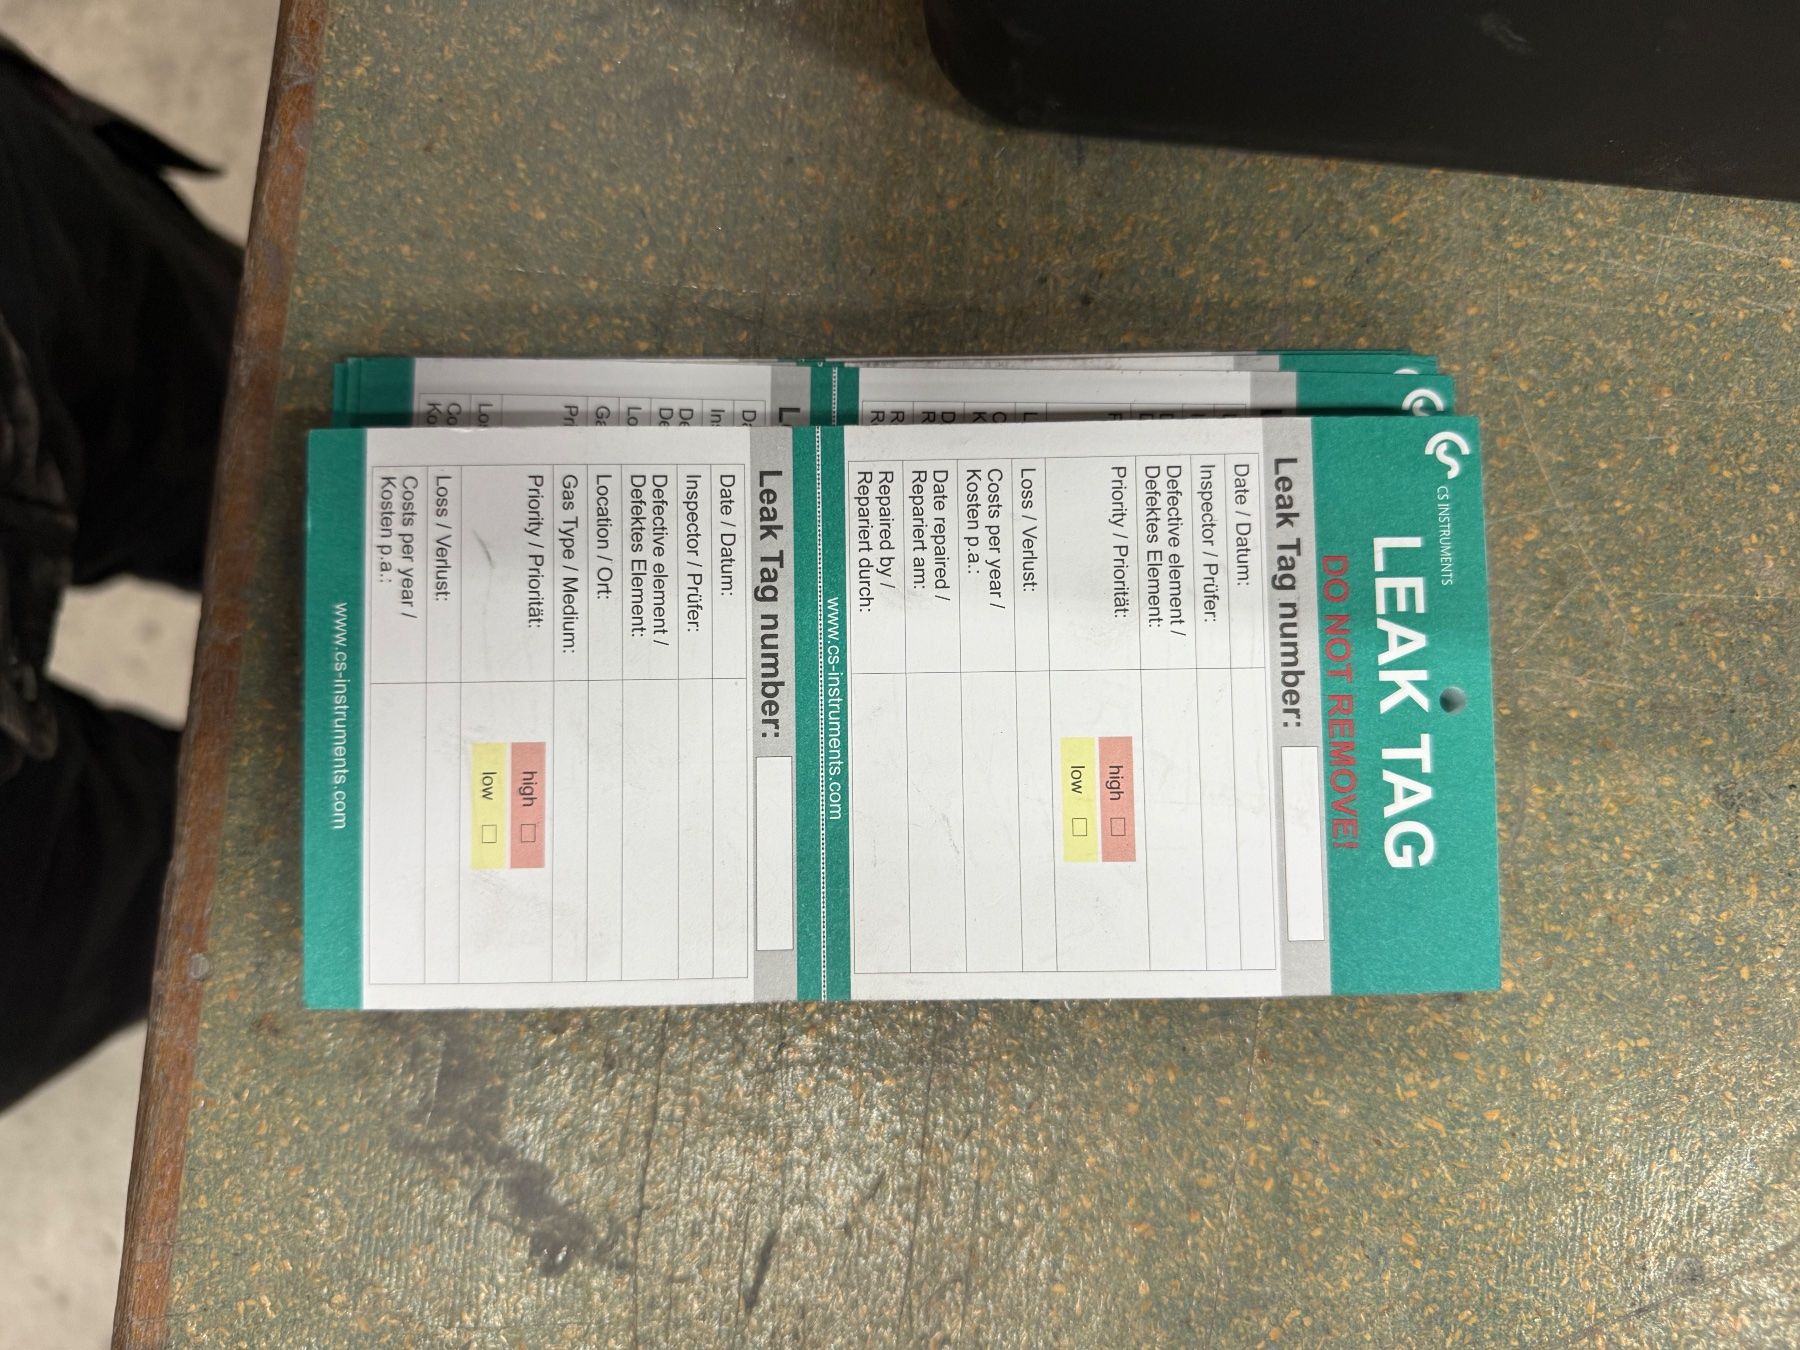 CS INSTRUMENTS
LEAK TAG
DO NOT REMOVE!
Leak Tag number:
Date / Datum:
Inspector / Prüfer:
Defective element /
Defektes Element:
Priority / Priorität:
high
low
Loss / Verlust:
Costs per year /
Kosten p.a.:
Date repaired /
Repariert am:
Repaired by /
Repariert durch:
www.cs-instruments.com
Leak Tag number:
Date / Datum:
Inspector / Prüfer:
Defective element /
Defektes Element:
Location / Ort:
Gas Type / Medium:
Priority / Priorität:
high
low
Loss / Verlust:
Costs per year /
Kosten p.a.:
www.cs-instruments.com